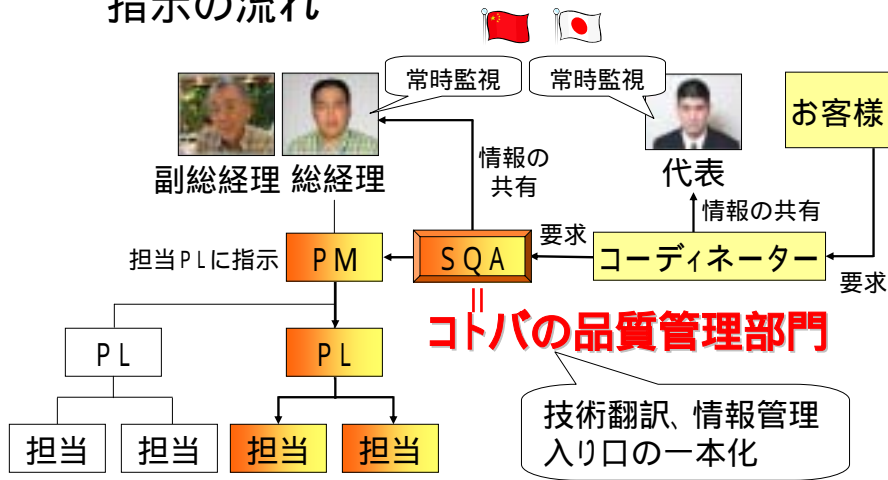 指示の流れ
常時監視
常時監視
お客様
副総経理
総経理
情報の
共有
代表
情報の共有
担当PLに指示
PM
SQA
要求
コーディネーター
要求
||
コトバの品質管理部門
PL
PL
技術翻訳、情報管理
入り口の一本化
担当
担当
担当
担当